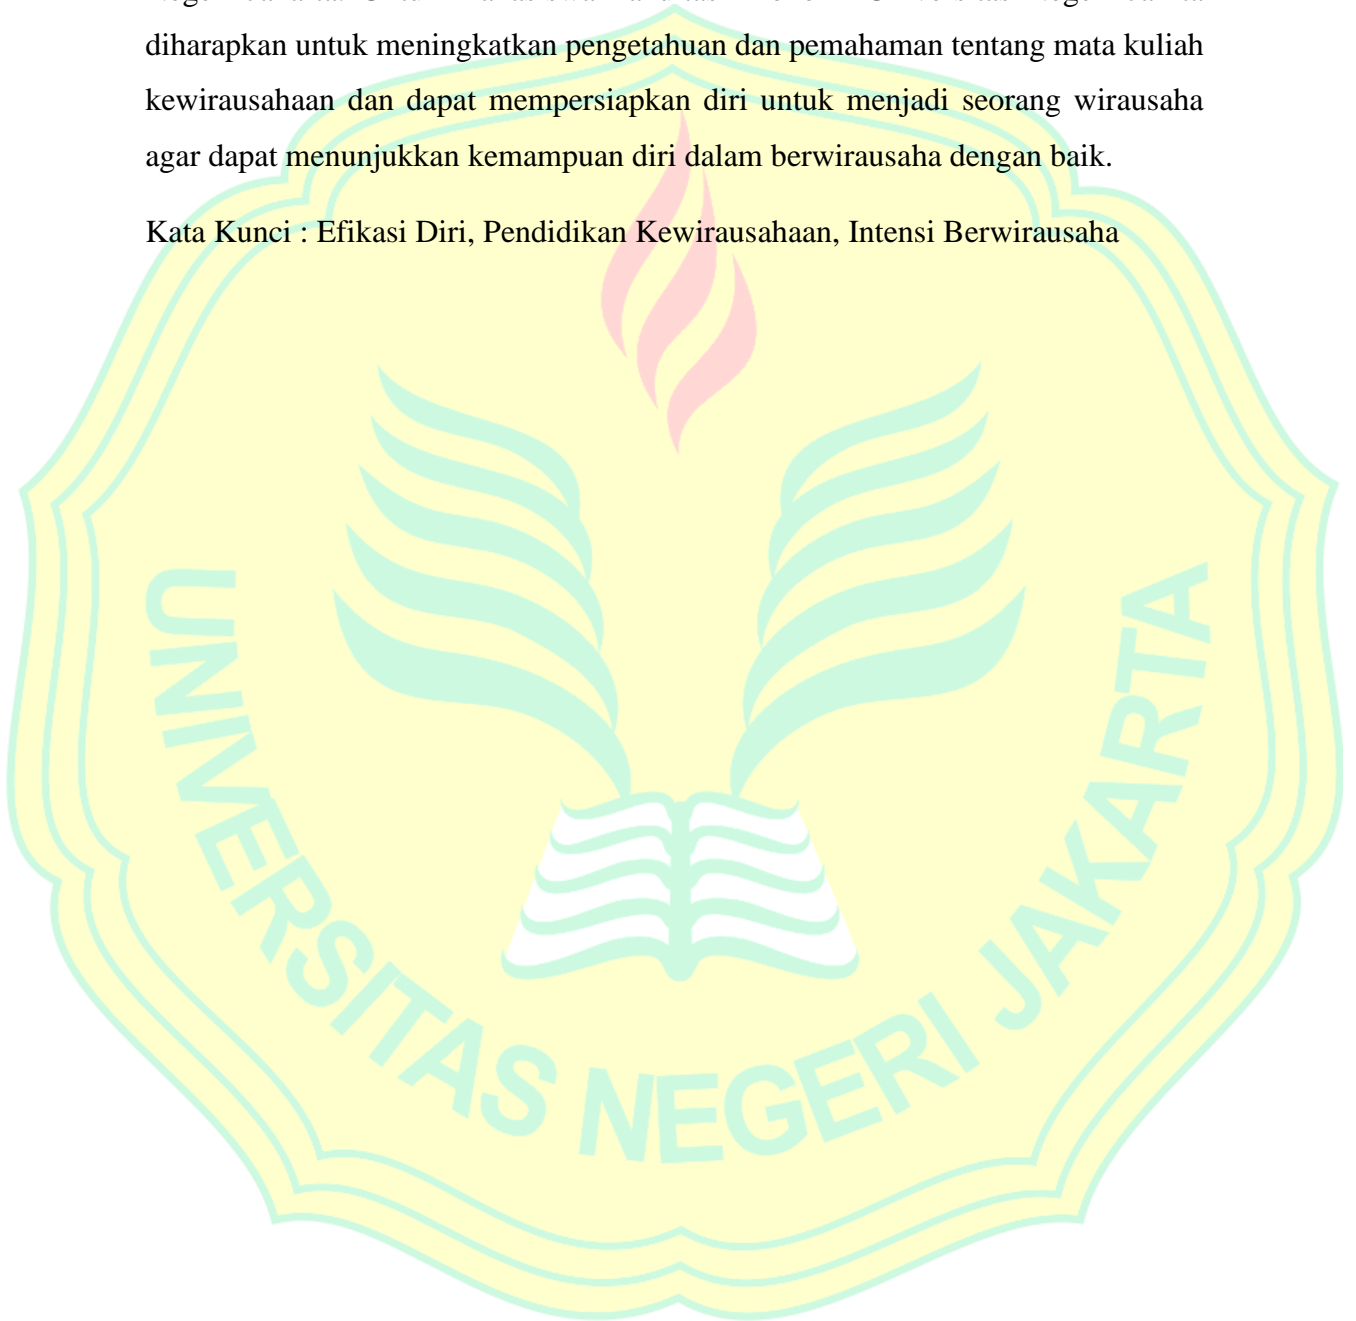 diharapkan untuk meningkatkan pengetahuan dan pemahaman tentang mata kuliah
kewirausahaan dan dapat mempersiapkan diri untuk menjadi seorang wirausaha
agar dapat menunjukkan kemampuan diri dalam berwirausaha dengan baik.
Kata Kunci : Efikasi Diri, Pendidikan Kewirausahaan, Intensi Berwirausaha
UNIVERSITAS NEGERI JAKARTA